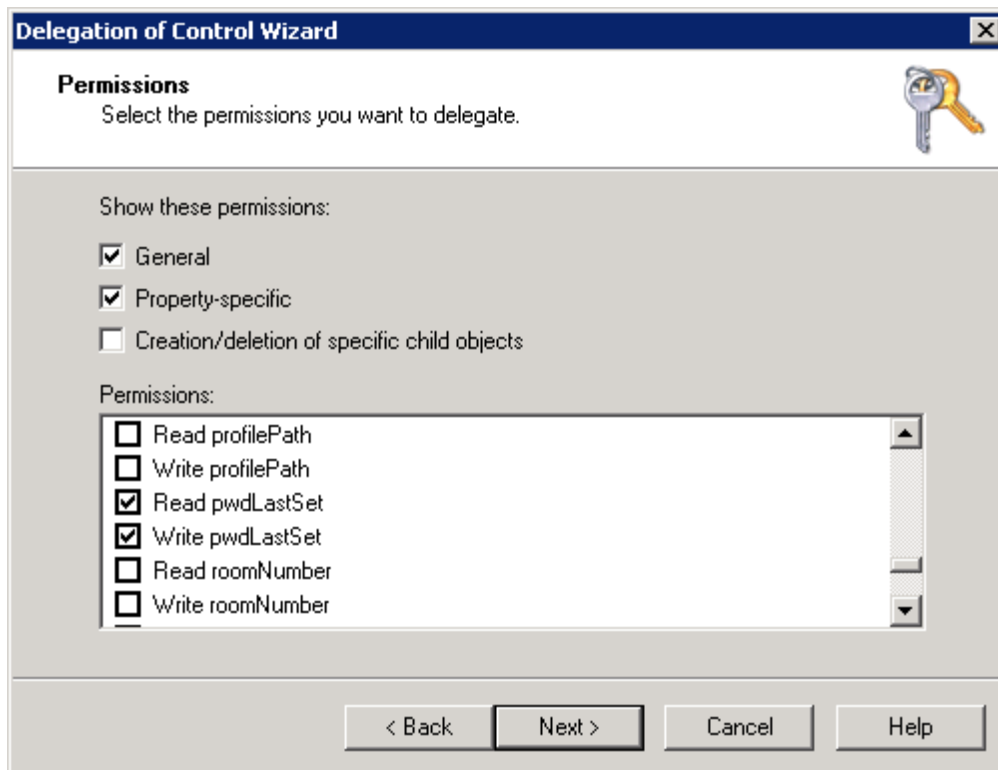 Delegation of Control Wizard
Permissions
Select the permissions you want to delegate.
Show these permissions:
General
Property-specific
Creation/deletion of specific child objects
Permissions:
Read profilePath
Write profilePath
Read pwdLastSet
Write pwdLastSet
Read roomNumber
Write roomNumber
< Back Next > Cancel Help